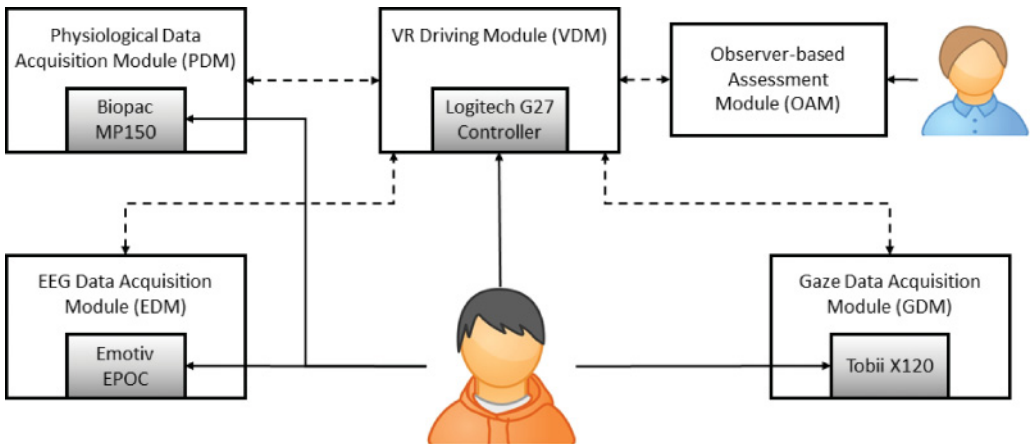 Physiological Data
Acquisition Module (PDM)
Biopac
MP150
VR Driving Module (VDM)
Logitech G27
Controller
Observer-based
Assessment
Module (OAM)
EEG Data Acquisition
Module (EDM)
Emotiv
EPOC
Gaze Data Acquisition
Module (GDM)
Tobii X120